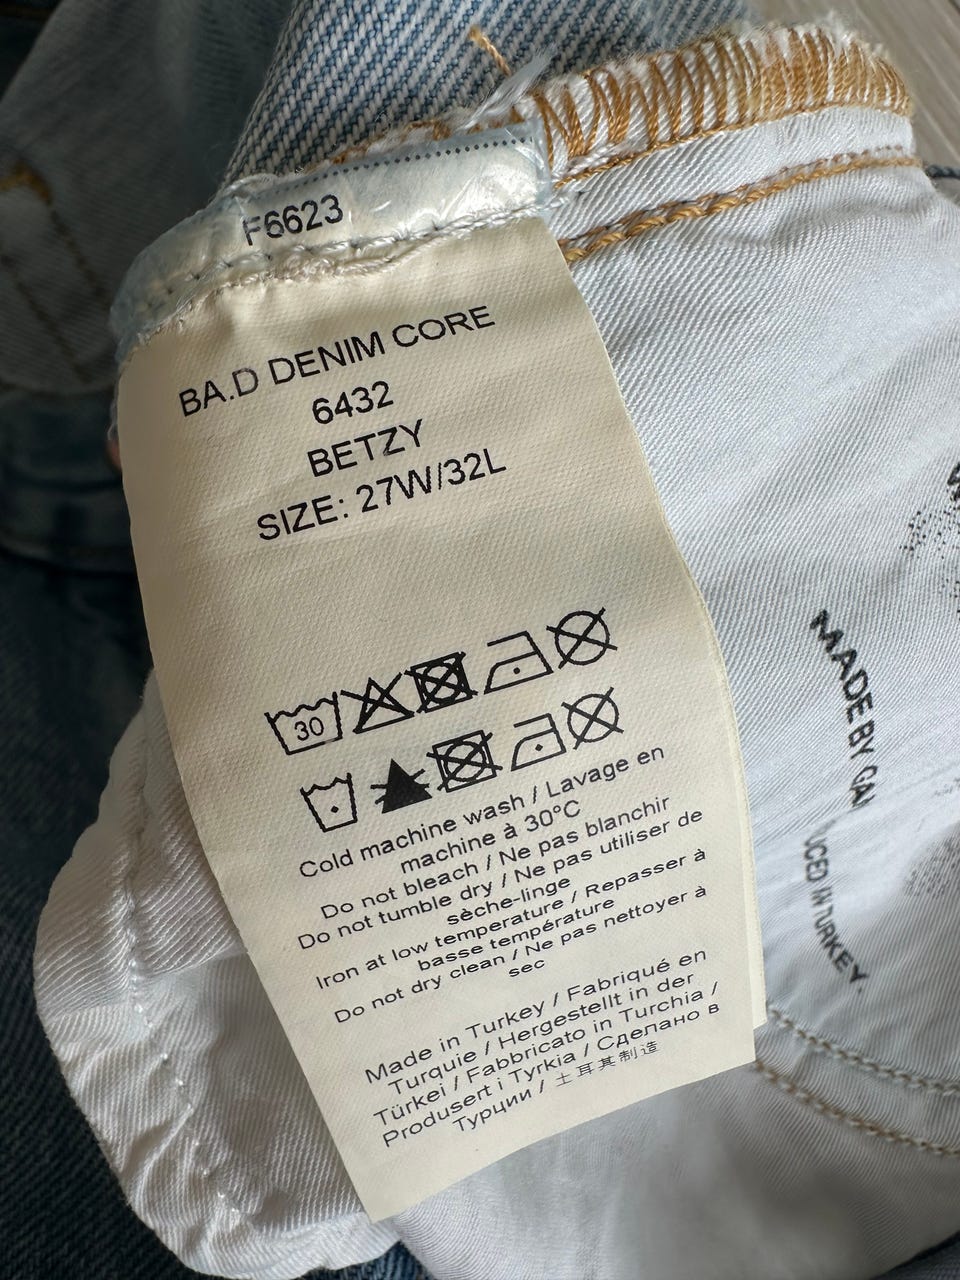 F6623
BA.D DENIM CORE
6432
BETZY
SIZE: 27W/32L
30
Cold machine wash / Lavage en
machine à 30°C
Do not bleach / Ne pas blanchir
Do not tumble dry / Ne pas utiliser de
sèche-linge
Iron at low temperature / Repasser à
basse température
Do not dry clean / Ne pas nettoyer à
sec
Made in Turkey / Fabriqué en
Turquie / Hergestellt in der
Türkei / Fabbricato in Turchia /
Produsert i Tyrkia / Сделано в
Турции / 土耳其制造
MADE BY
IN TURKEY